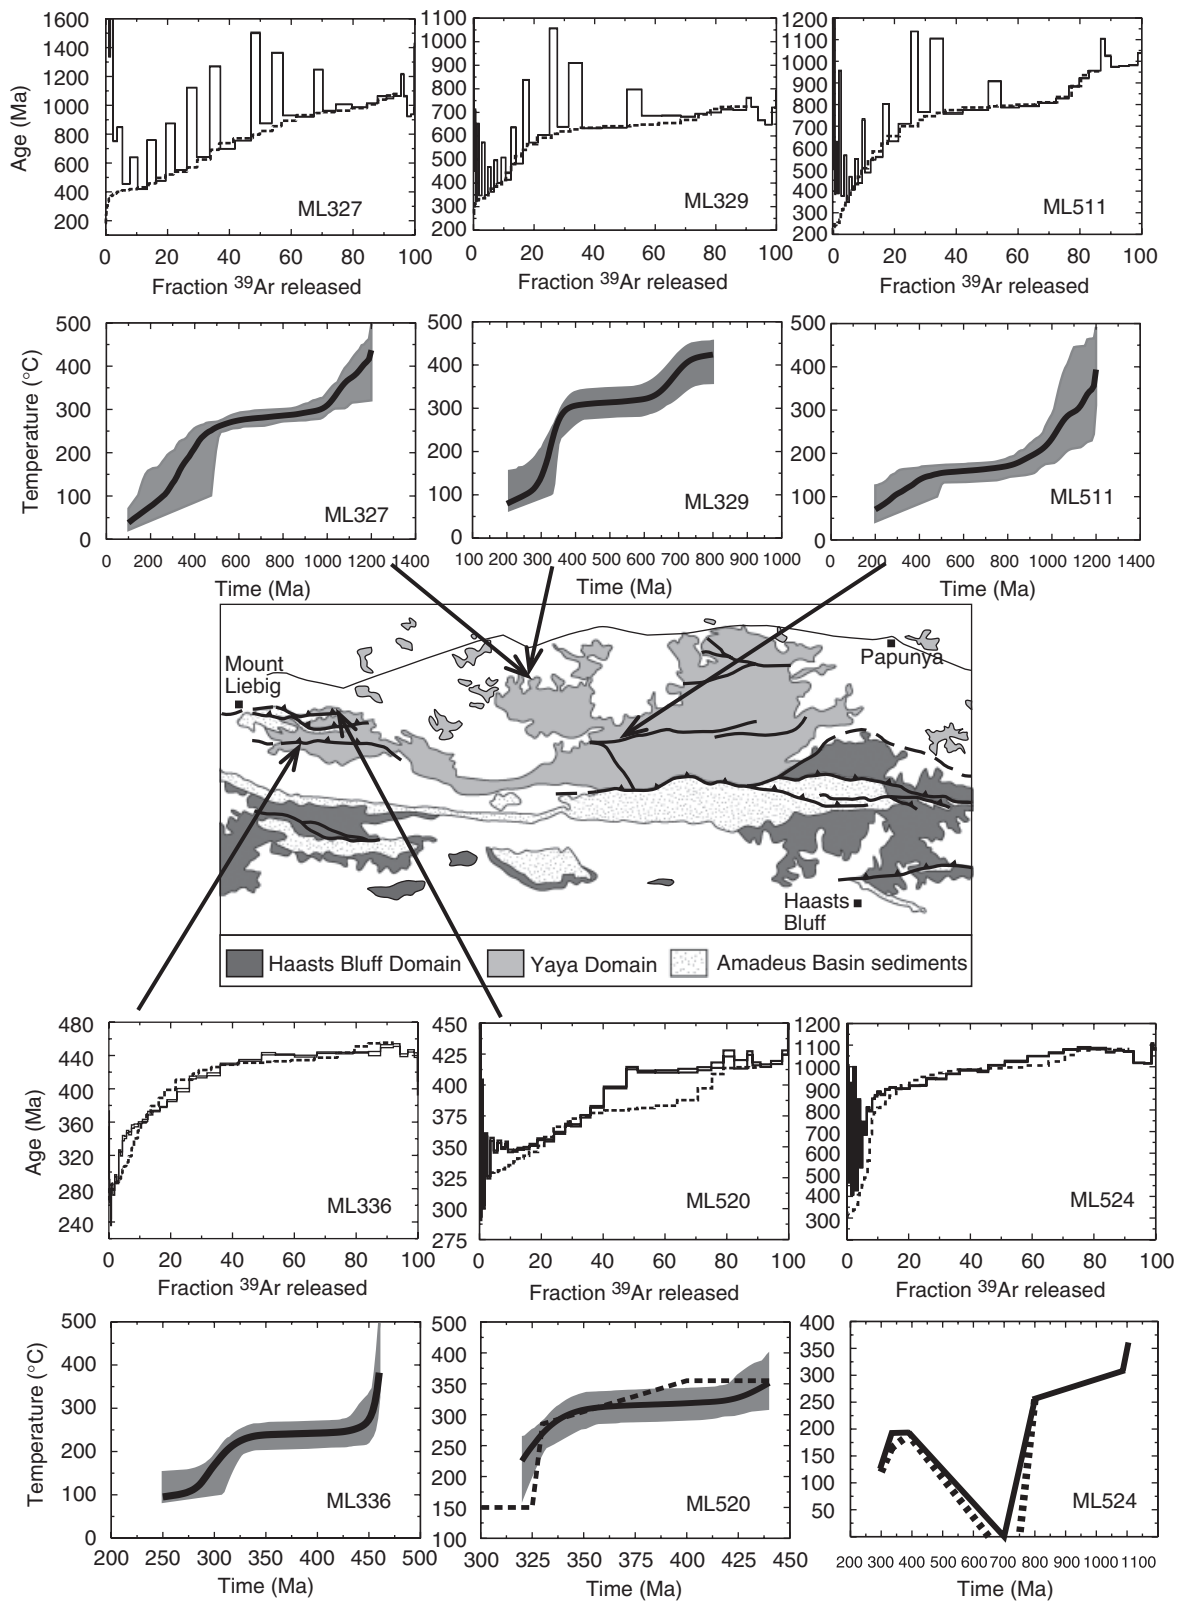 1600
1400
1200
1000
800
600
400
200
Age (Ma)
0 20 40 60 80 100
Fraction 39Ar released
ML327
1100
1000
900
800
700
600
500
400
300
200
0 20 40 60 80 100
Fraction 39Ar released
ML329
1200
1100
1000
900
800
700
600
500
400
300
200
0 20 40 60 80 100
Fraction 39Ar released
ML511
500
400
300
200
100
0
Temperature (°C)
0 200 400 600 800 1000 1200 1400
Time (Ma)
ML327
500
400
300
200
100
0
100 200 300 400 500 600 700 800 900 1000
Time (Ma)
ML329
500
400
300
200
100
0
0 200 400 600 800 1000 1200 1400
Time (Ma)
ML511
Mount
Liebig
Papunya
Haasts
Bluff
Haasts Bluff Domain
Yaya Domain
Amadeus Basin sediments
480
440
400
360
320
280
240
Age (Ma)
0 20 40 60 80 100
Fraction 39Ar released
ML336
450
425
400
375
350
325
300
275
0 20 40 60 80 100
Fraction 39Ar released
ML520
1200
1100
1000
900
800
700
600
500
400
300
0 20 40 60 80 100
Fraction 39Ar released
ML524
500
400
300
200
100
0
Temperature (°C)
200 250 300 350 400 450 500
Time (Ma)
ML336
500
450
400
350
300
250
200
150
100
300 325 350 375 400 425 450
Time (Ma)
ML520
400
350
300
250
200
150
100
50
200 300 400 500 600 700 800 900 1000 1100
Time (Ma)
ML524